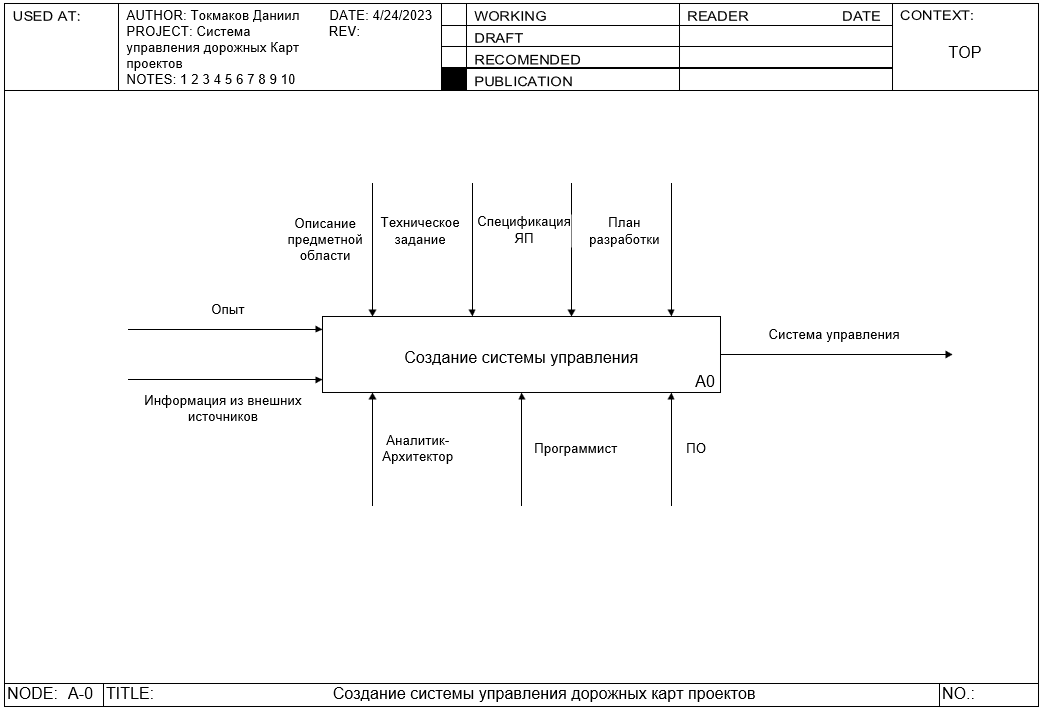 USED AT:
AUTHOR: Токмаков Даниил
DATE: 4/24/2023
PROJECT: Система
REV:
управления дорожных Карт
проектов
NOTES: 1 2 3 4 5 6 7 8 9 10
WORKING
DRAFT
RECOMENDED
PUBLICATION
READER
DATE
CONTEXT:
TOP
Описание
предметной
области
Техническое
задание
Спецификация
ЯП
План
разработки
Опыт
Информация из внешних
источников
Создание системы управления
A0
Система управления
Аналитик-
Архитектор
Программист
ПО
NODE: A-0
TITLE:
Создание системы управления дорожных карт проектов
NO.: